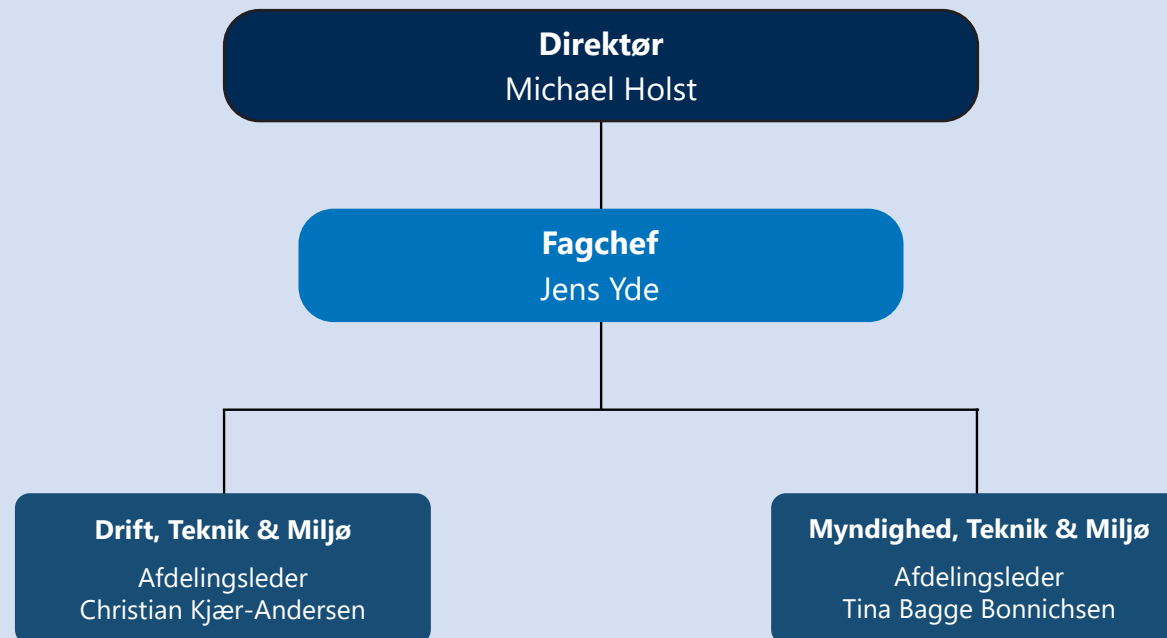 Direktør
Michael Holst
Fagchef
Jens Yde
Drift, Teknik & Miljø
Afdelingsleder
Christian Kjær-Andersen
Myndighed, Teknik & Miljø
Afdelingsleder
Tina Bagge Bonnichsen